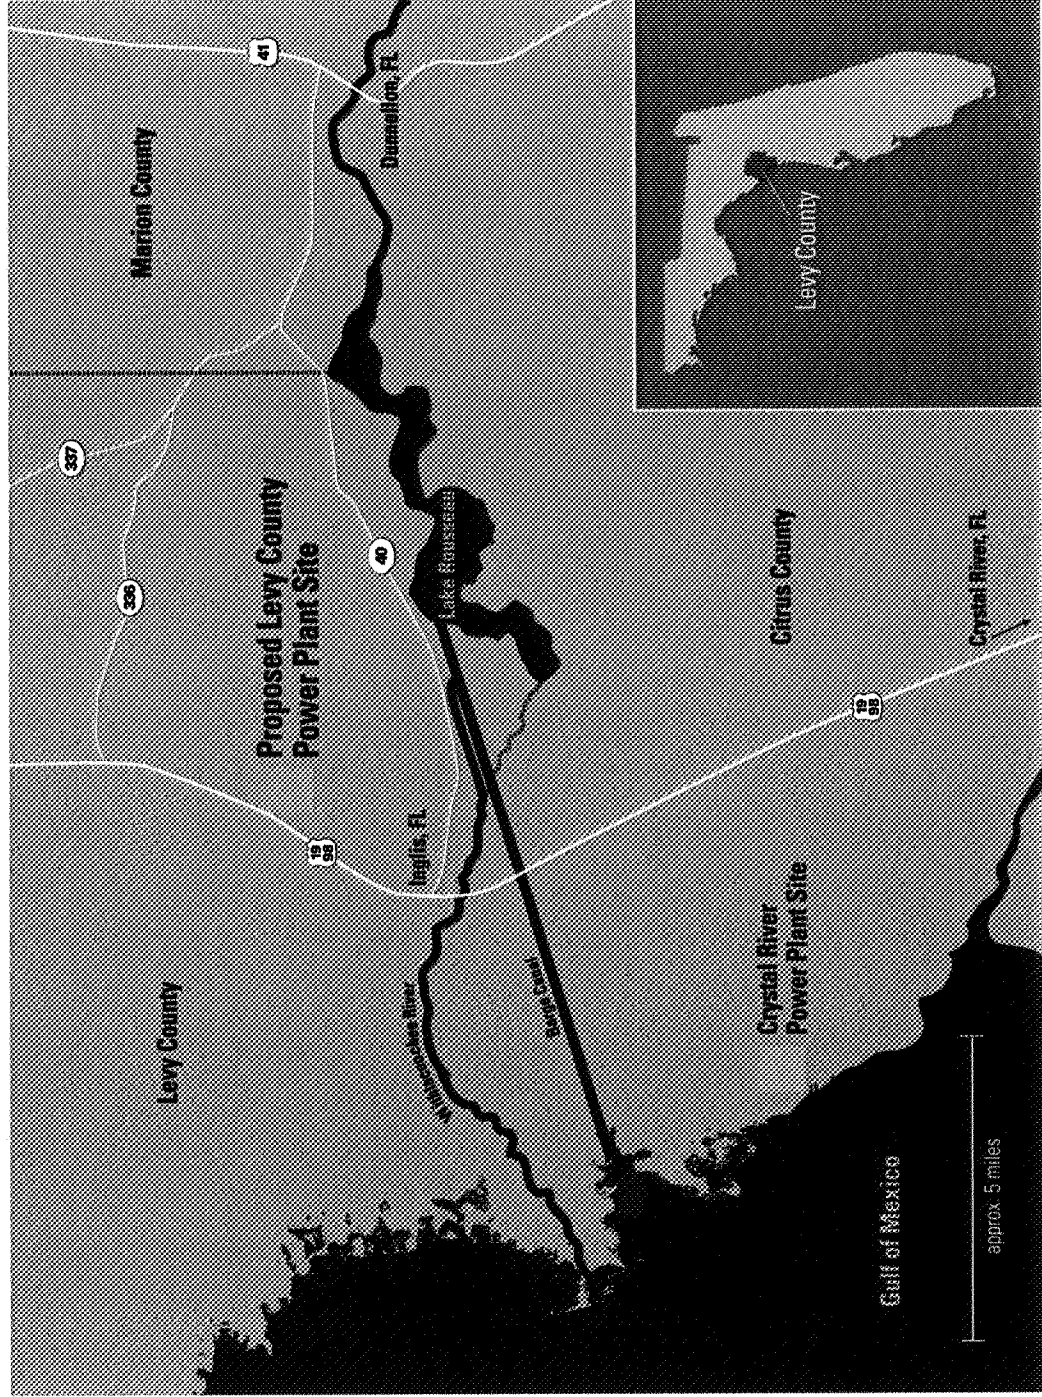 Levy County
Marion County
337
336
41
Proposed Levy County
Power Plant Site
19
98
40
Inglis, FL
Dunnellon, FL
Withlacoochee River
Lake Rousseau
Barge Canal
Crystal River
Power Plant Site
Citrus County
19
98
Crystal River, FL
Gulf of Mexico
approx. 5 miles
Levy County